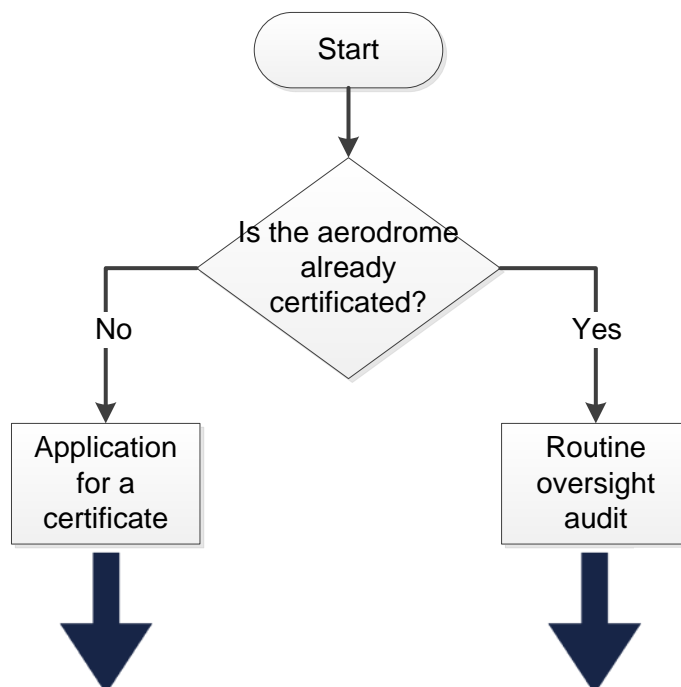 Start
Is the aerodrome
already
certificated?
No
Yes
Application
for a
certificate
Routine
oversight
audit